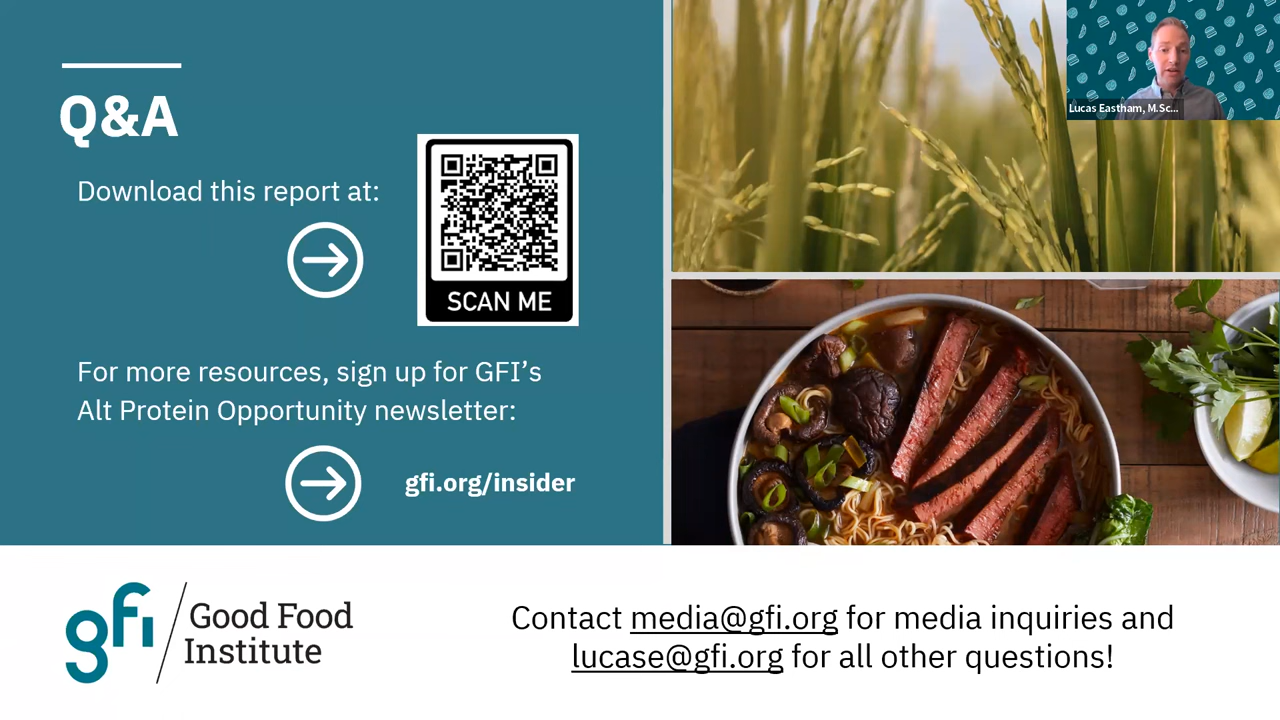 Q&A
Download this report at:
SCAN ME
For more resources, sign up for GFI’s
Alt Protein Opportunity newsletter:
gfi.org/insider
Lucas Eastham, M.Sc...
gfi
Good Food
Institute
Contact media@gfi.org for media inquiries and
lucase@gfi.org for all other questions!